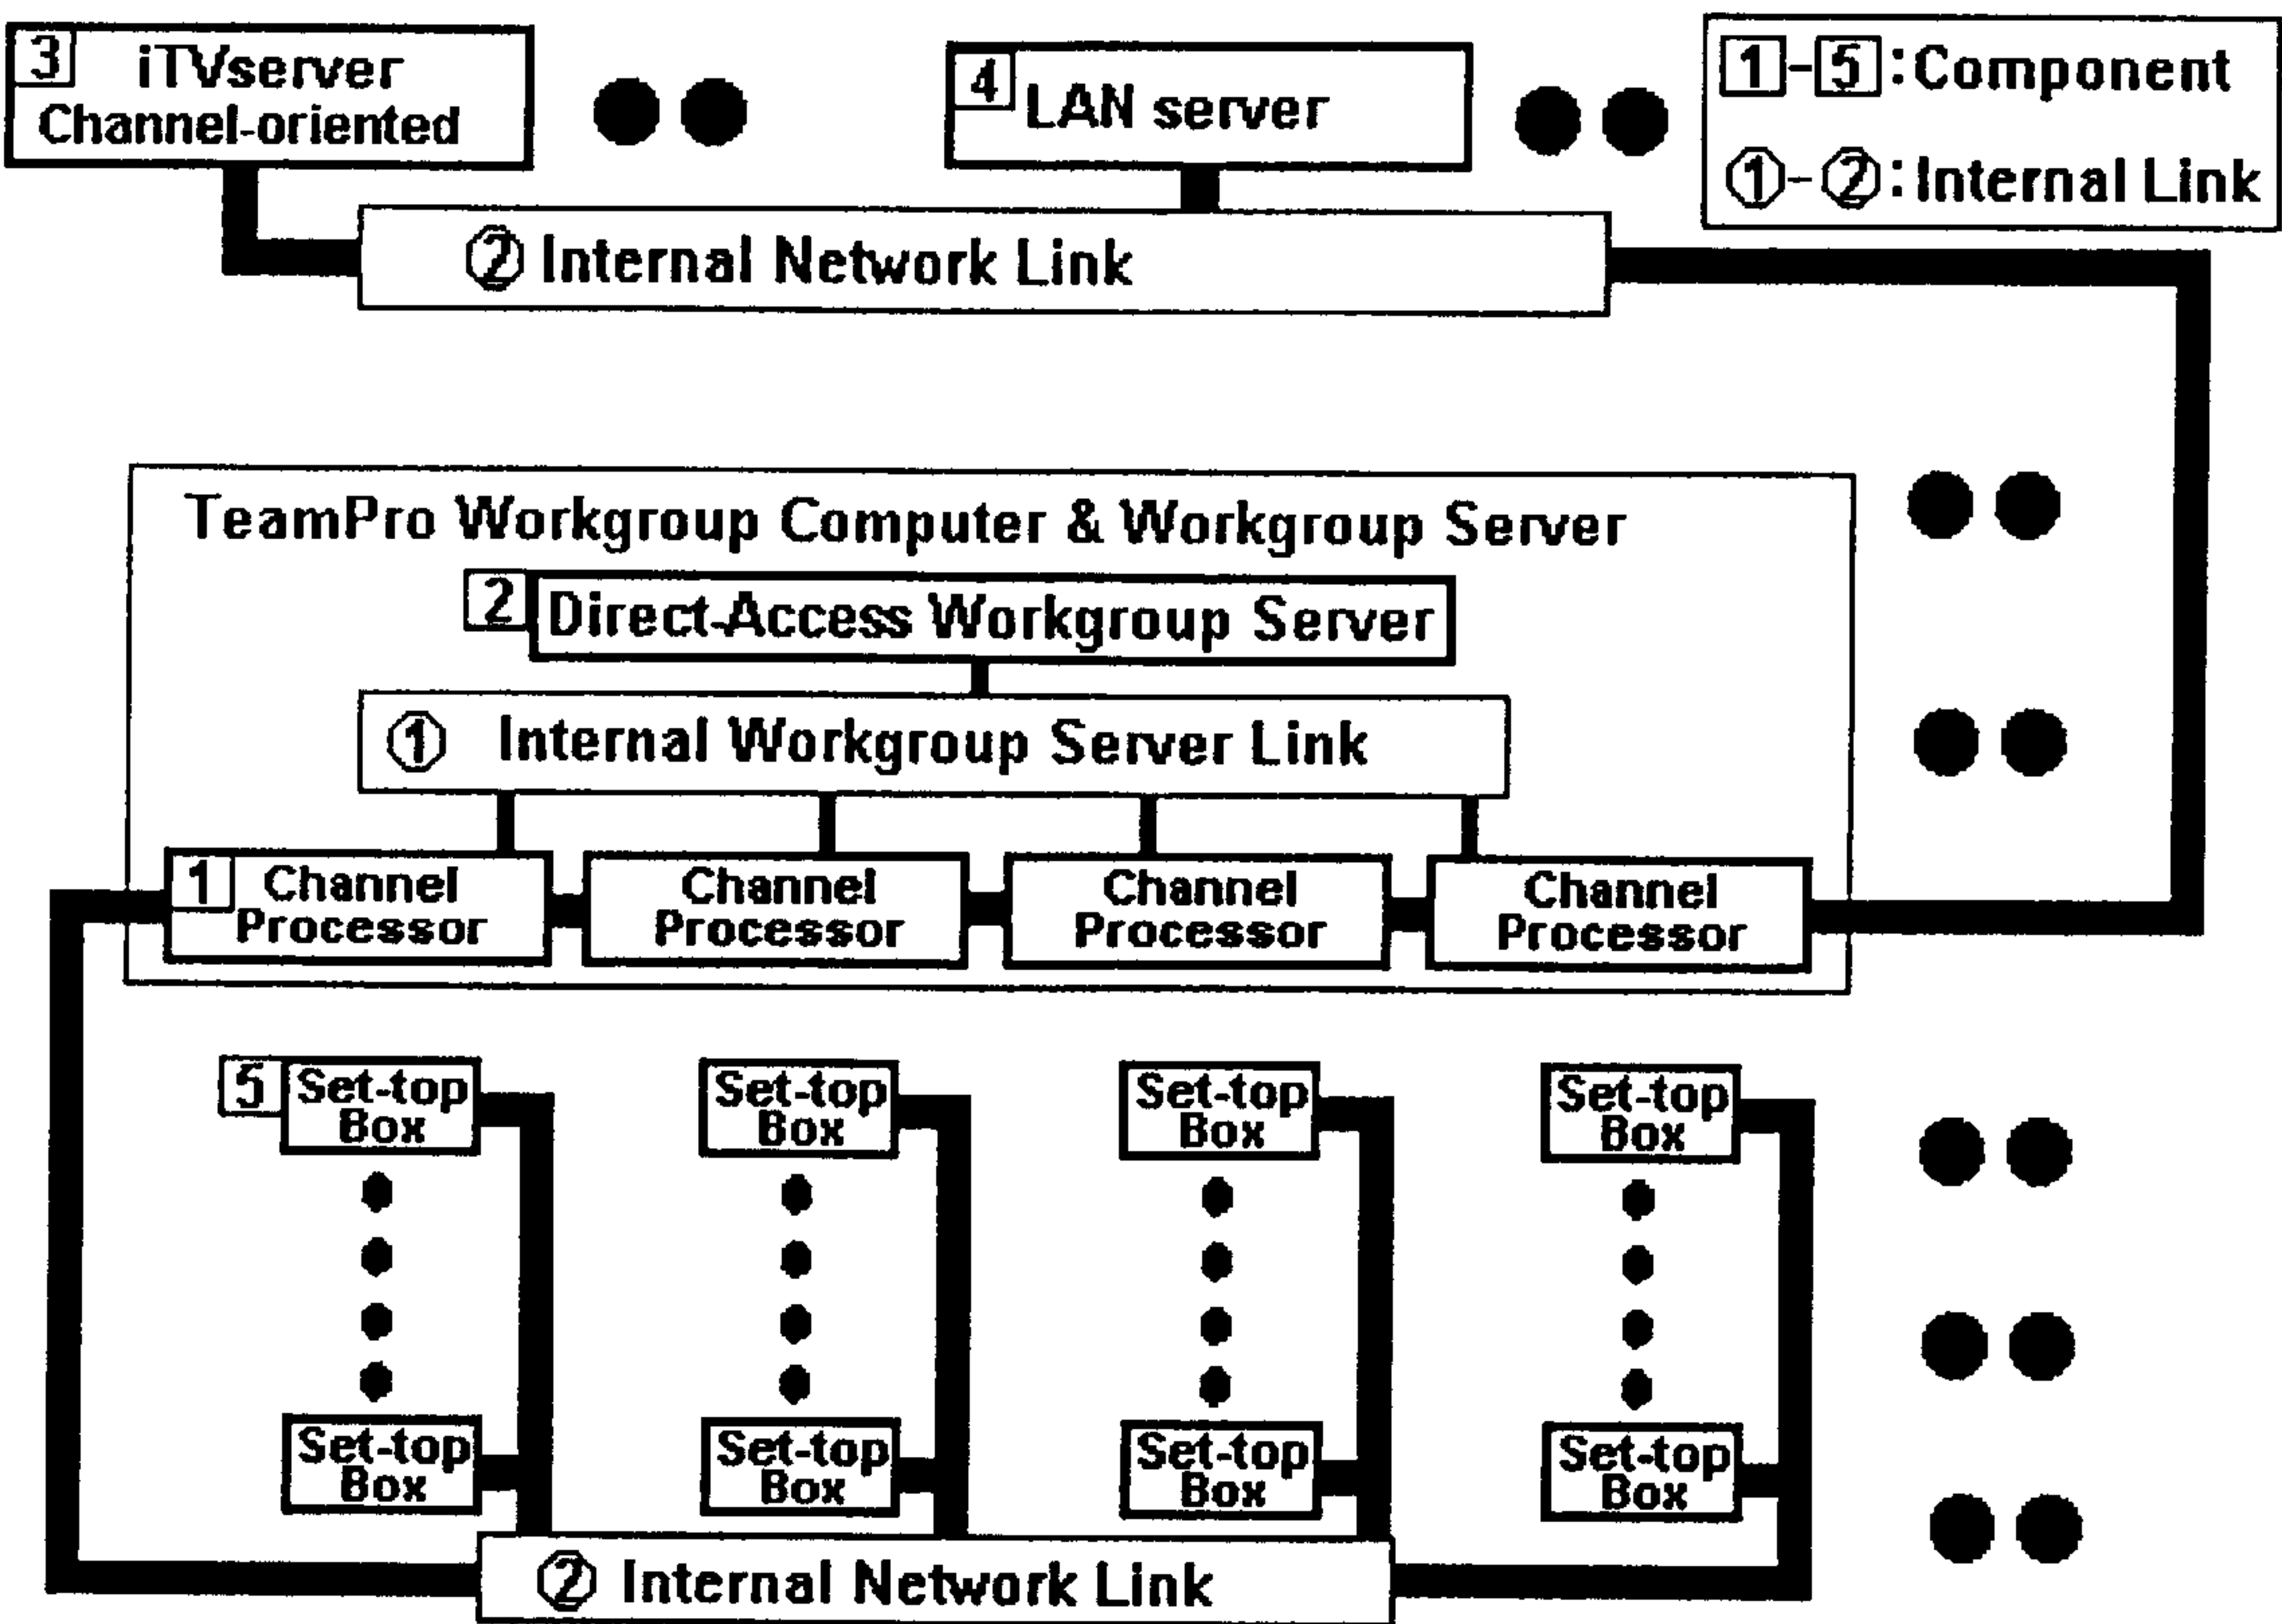 3 iTVserver
Channel-oriented
4 LAN server
1-5: Component
①-②: Internal Link
② Internal Network Link
TeamPro Workgroup Computer & Workgroup Server
2 Direct-Access Workgroup Server
① Internal Workgroup Server Link
1 Channel
Processor
Channel
Processor
Channel
Processor
Channel
Processor
5 Set-top
Box
Set-top
Box
Set-top
Box
Set-top
Box
Set-top
Box
Set-top
Box
Set-top
Box
Set-top
Box
② Internal Network Link